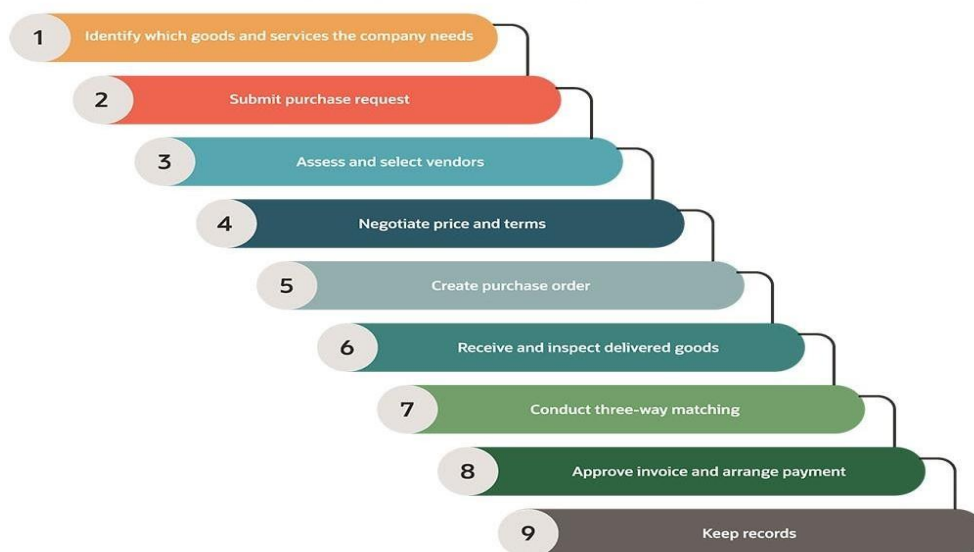 1 Identify which goods and services the company needs
2 Submit purchase request
3 Assess and select vendors
4 Negotiate price and terms
5 Create purchase order
6 Receive and inspect delivered goods
7 Conduct three-way matching
8 Approve invoice and arrange payment
9 Keep records